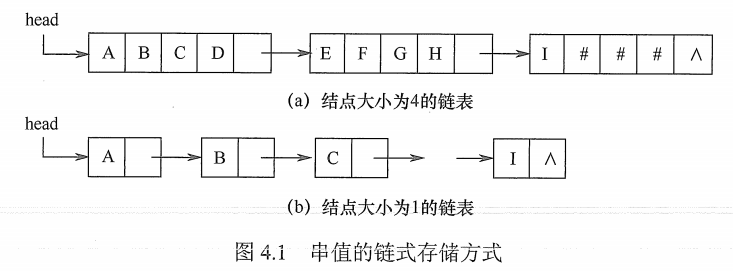 head
A B C D E F G H I # # # ∧
(a) 结点大小为4的链表
head
A B C I ∧
(b) 结点大小为1的链表
图 4.1 串值的链式存储方式